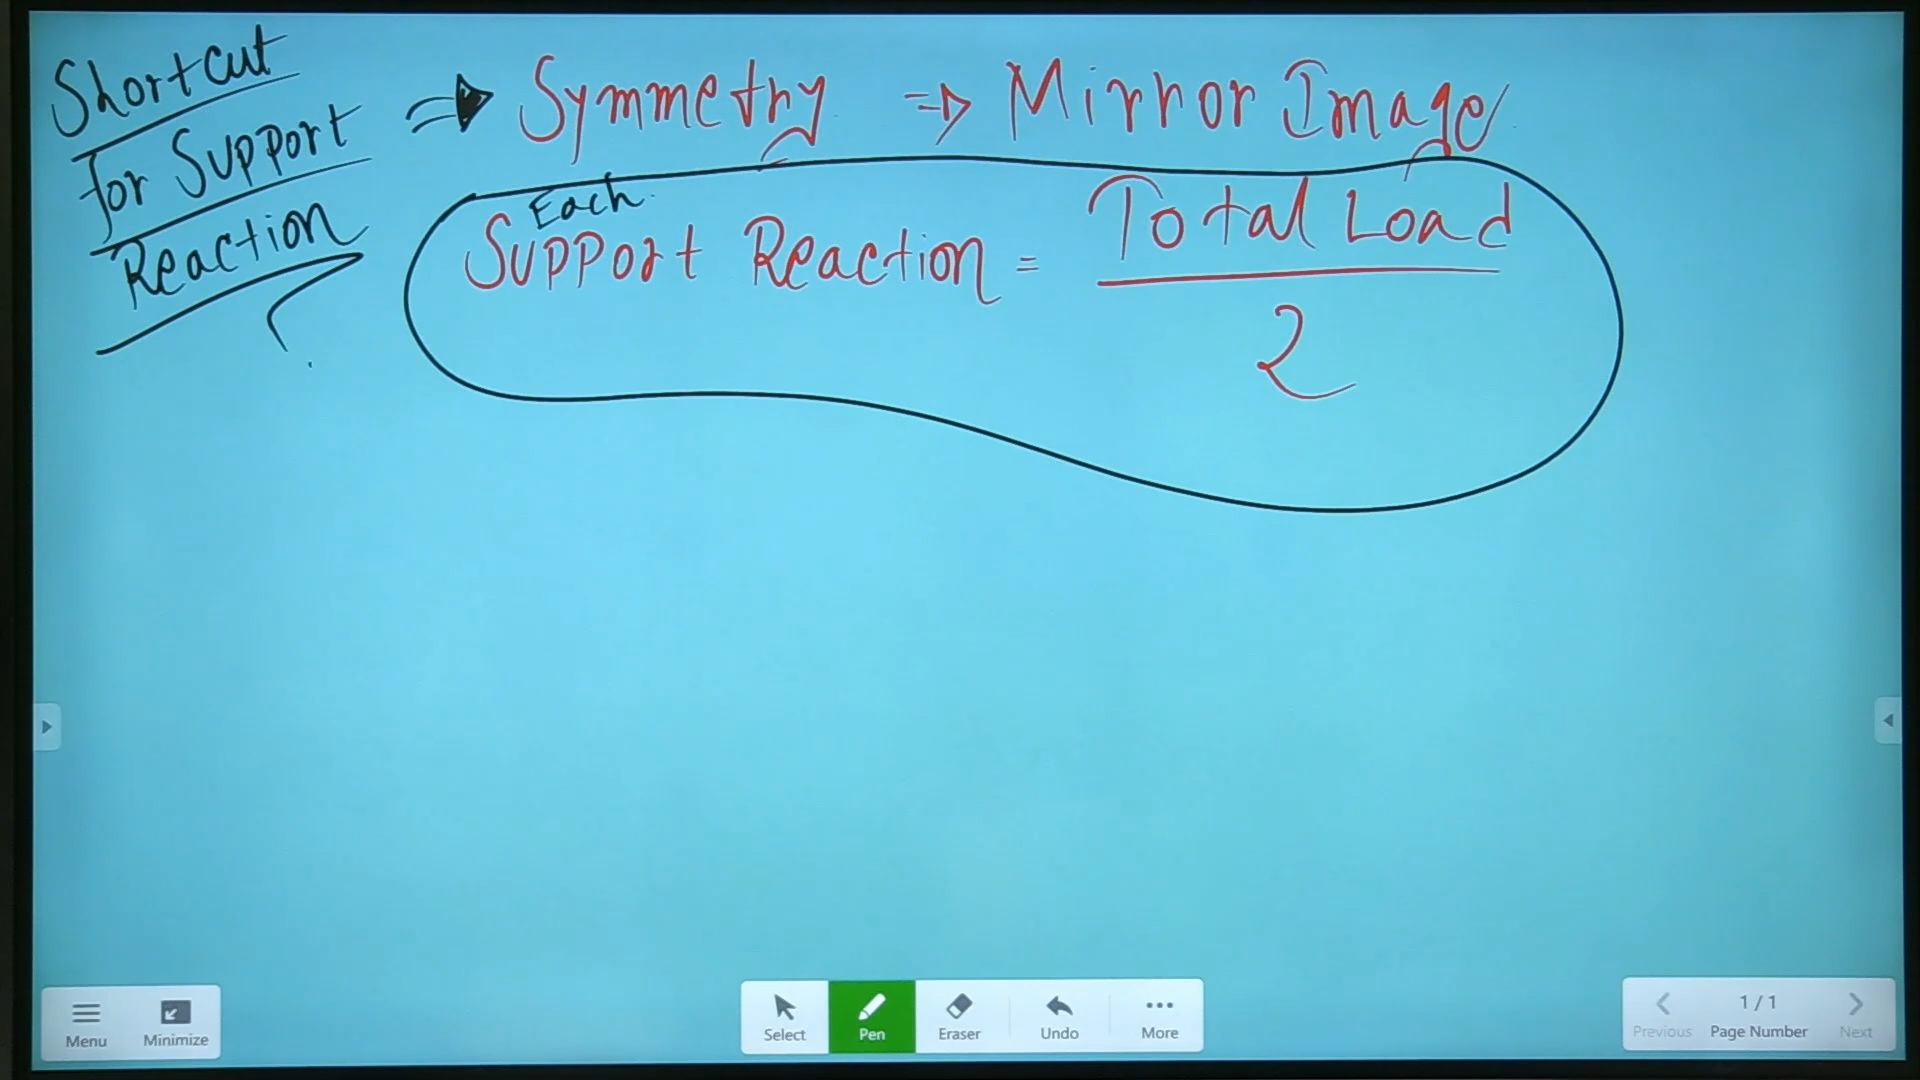 Shortcut
for Support
Reaction
⇒ Symmetry ⇒ Mirror Image
Each
Support Reaction = Total Load
2
Menu
Minimize
Select
Pen
Eraser
Undo
More
Previous
1 / 1
Page Number
Next